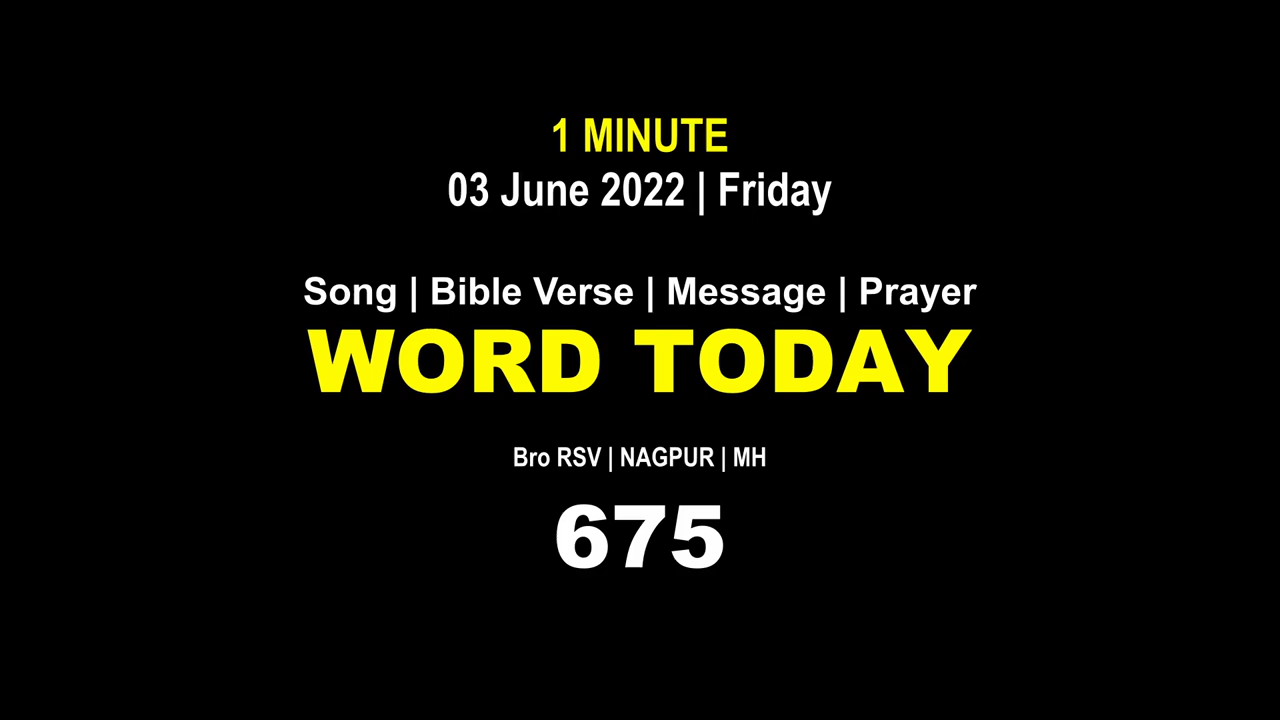 1 MINUTE
03 June 2022 | Friday
Song | Bible Verse | Message | Prayer
WORD TODAY
Bro RSV | NAGPUR | MH
675